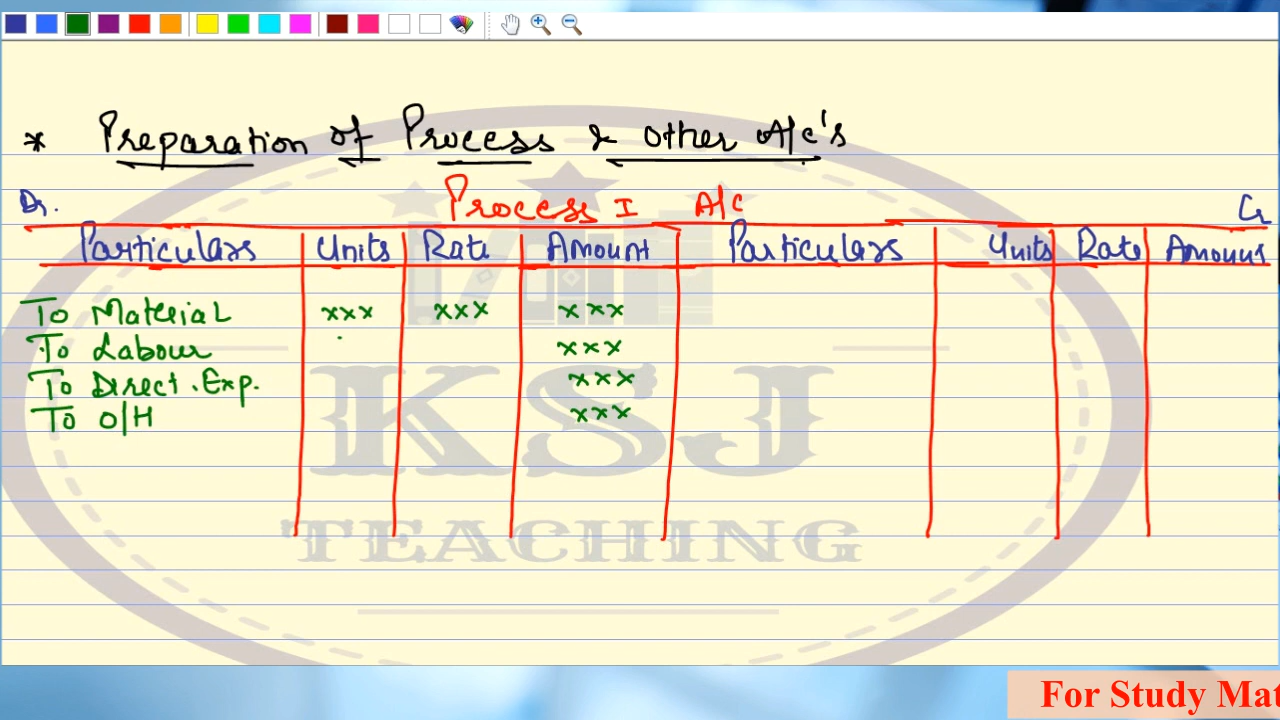 * Preparation of Process & other A/c's
Dr. Process I A/c Cr
Particulars Units Rate Amount Particulars Units Rate Amount
To Material xxx xxx xxx
To Labour xxx
To Direct. Exp. xxx
To O/H xxx
KSJ
TEACHING
For Study Mat